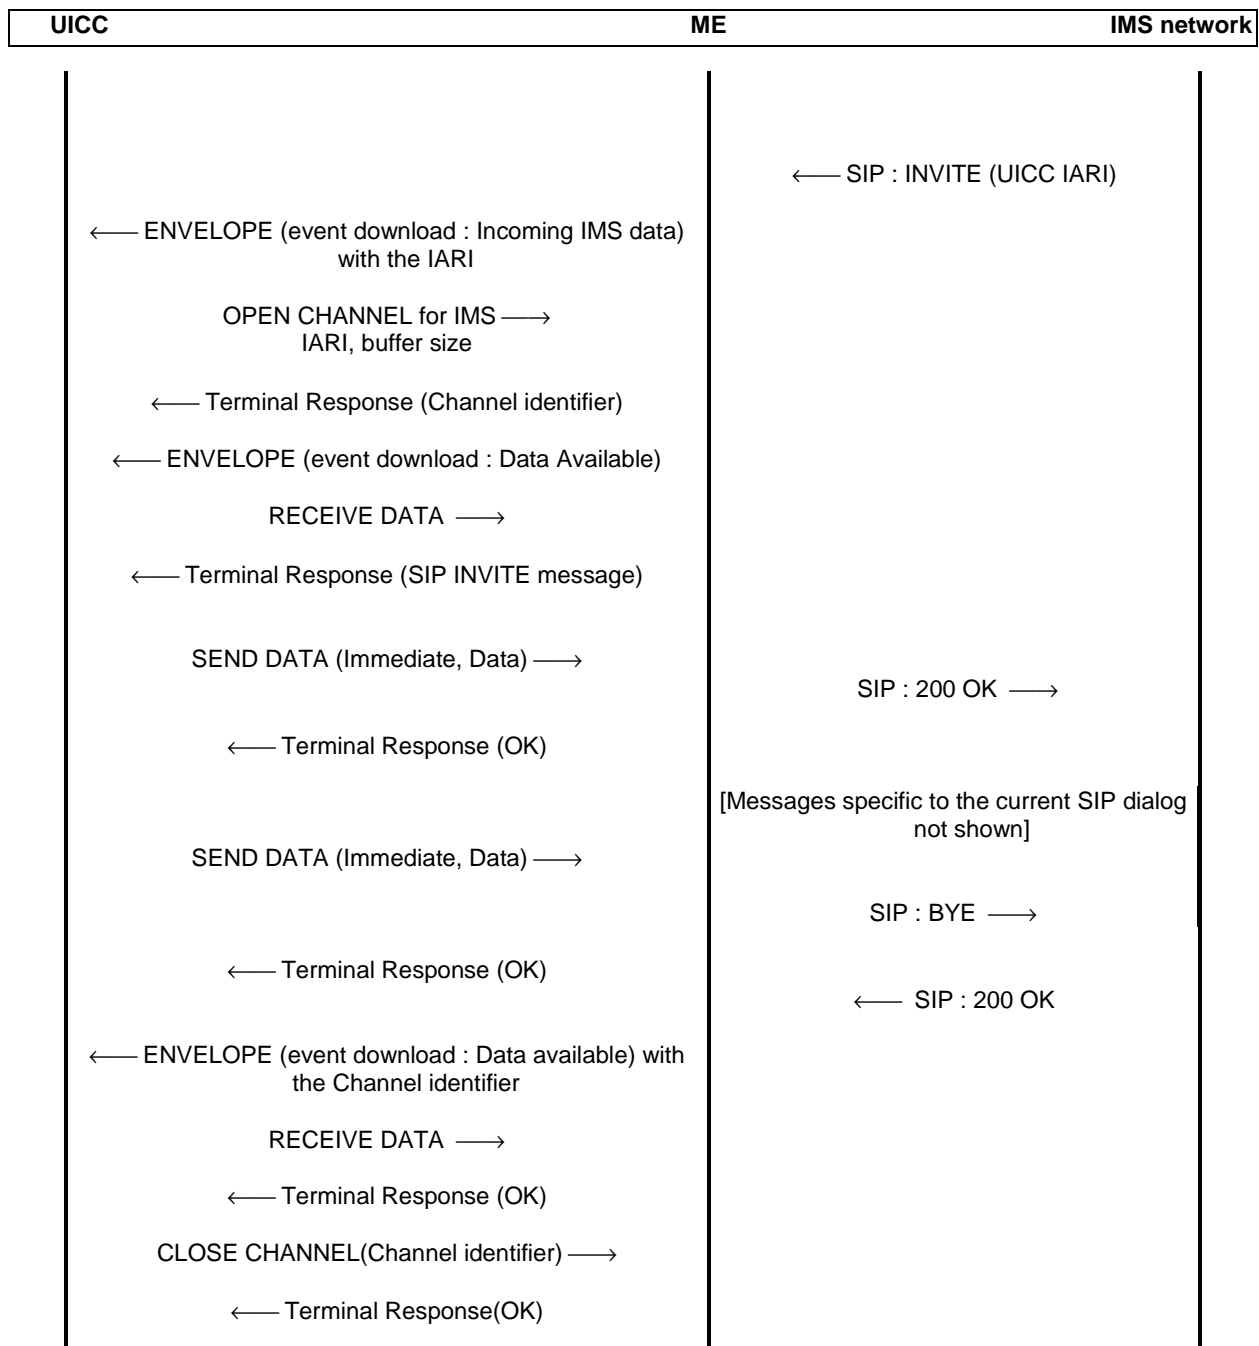 UICC ME IMS network
← SIP : INVITE (UICC IARI)
← ENVELOPE (event download : Incoming IMS data)
with the IARI
OPEN CHANNEL for IMS →
IARI, buffer size
← Terminal Response (Channel identifier)
← ENVELOPE (event download : Data Available)
RECEIVE DATA →
← Terminal Response (SIP INVITE message)
SEND DATA (Immediate, Data) →
SIP : 200 OK →
← Terminal Response (OK)
[Messages specific to the current SIP dialog
not shown]
SEND DATA (Immediate, Data) →
SIP : BYE →
← Terminal Response (OK)
← SIP : 200 OK
← ENVELOPE (event download : Data available) with
the Channel identifier
RECEIVE DATA →
← Terminal Response (OK)
CLOSE CHANNEL(Channel identifier) →
← Terminal Response(OK)